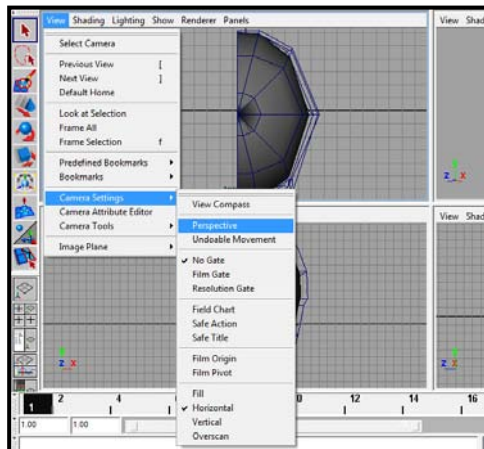 View Shading Lighting Show Renderer Panels
View Shad
Select Camera
Previous View [
Next View ]
Default Home
Look at Selection
Frame All
Frame Selection f
Predefined Bookmarks
Bookmarks
Camera Settings
Camera Attribute Editor
Camera Tools
Image Plane
View Compass
Perspective
Undoable Movement
No Gate
Film Gate
Resolution Gate
Field Chart
Safe Action
Safe Title
Film Origin
Film Pivot
Fill
Horizontal
Vertical
Overscan
z x
View Shad
y
z x
y
z x
1 2 4 6 10 12 14 16
1.00 1.00